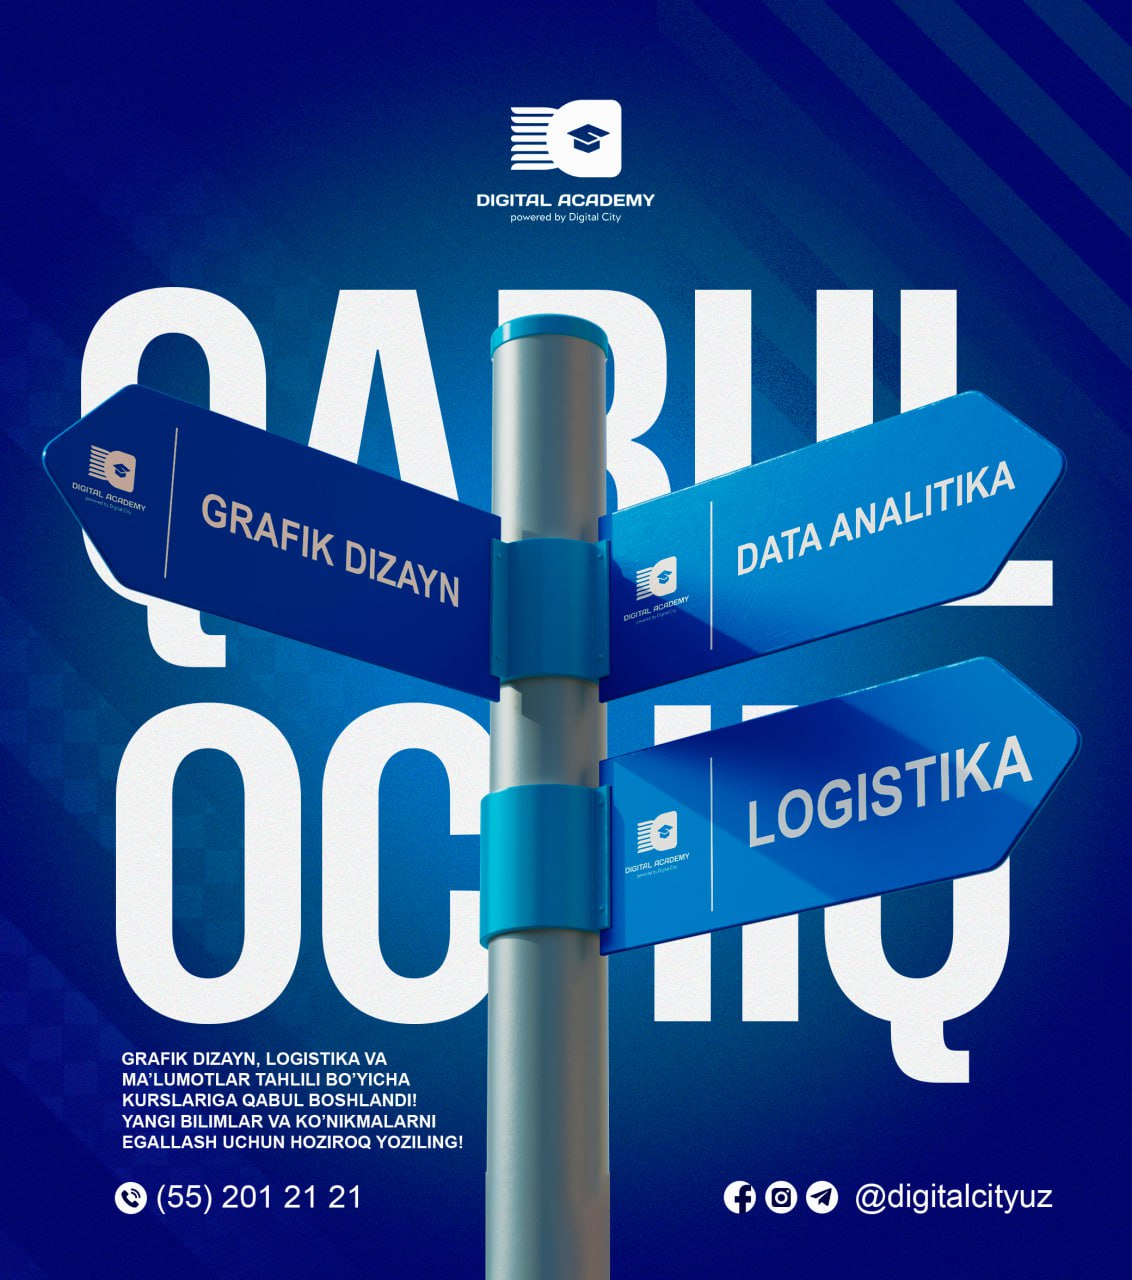 DIGITAL ACADEMY
powered by Digital City
QABUL
OCHIQ
DIGITAL ACADEMY
powered by Digital City
GRAFIK DIZAYN
DIGITAL ACADEMY
powered by Digital City
DATA ANALITIKA
DIGITAL ACADEMY
powered by Digital City
LOGISTIKA
GRAFIK DIZAYN, LOGISTIKA VA
MA’LUMOTLAR TAHLILI BO’YICHA
KURSLARIGA QABUL BOSHLANDI!
YANGI BILIMLAR VA KO’NIKMALARNI
EGALLASH UCHUN HOZIROQ YOZILING!
(55) 201 21 21
@digitalcityuz